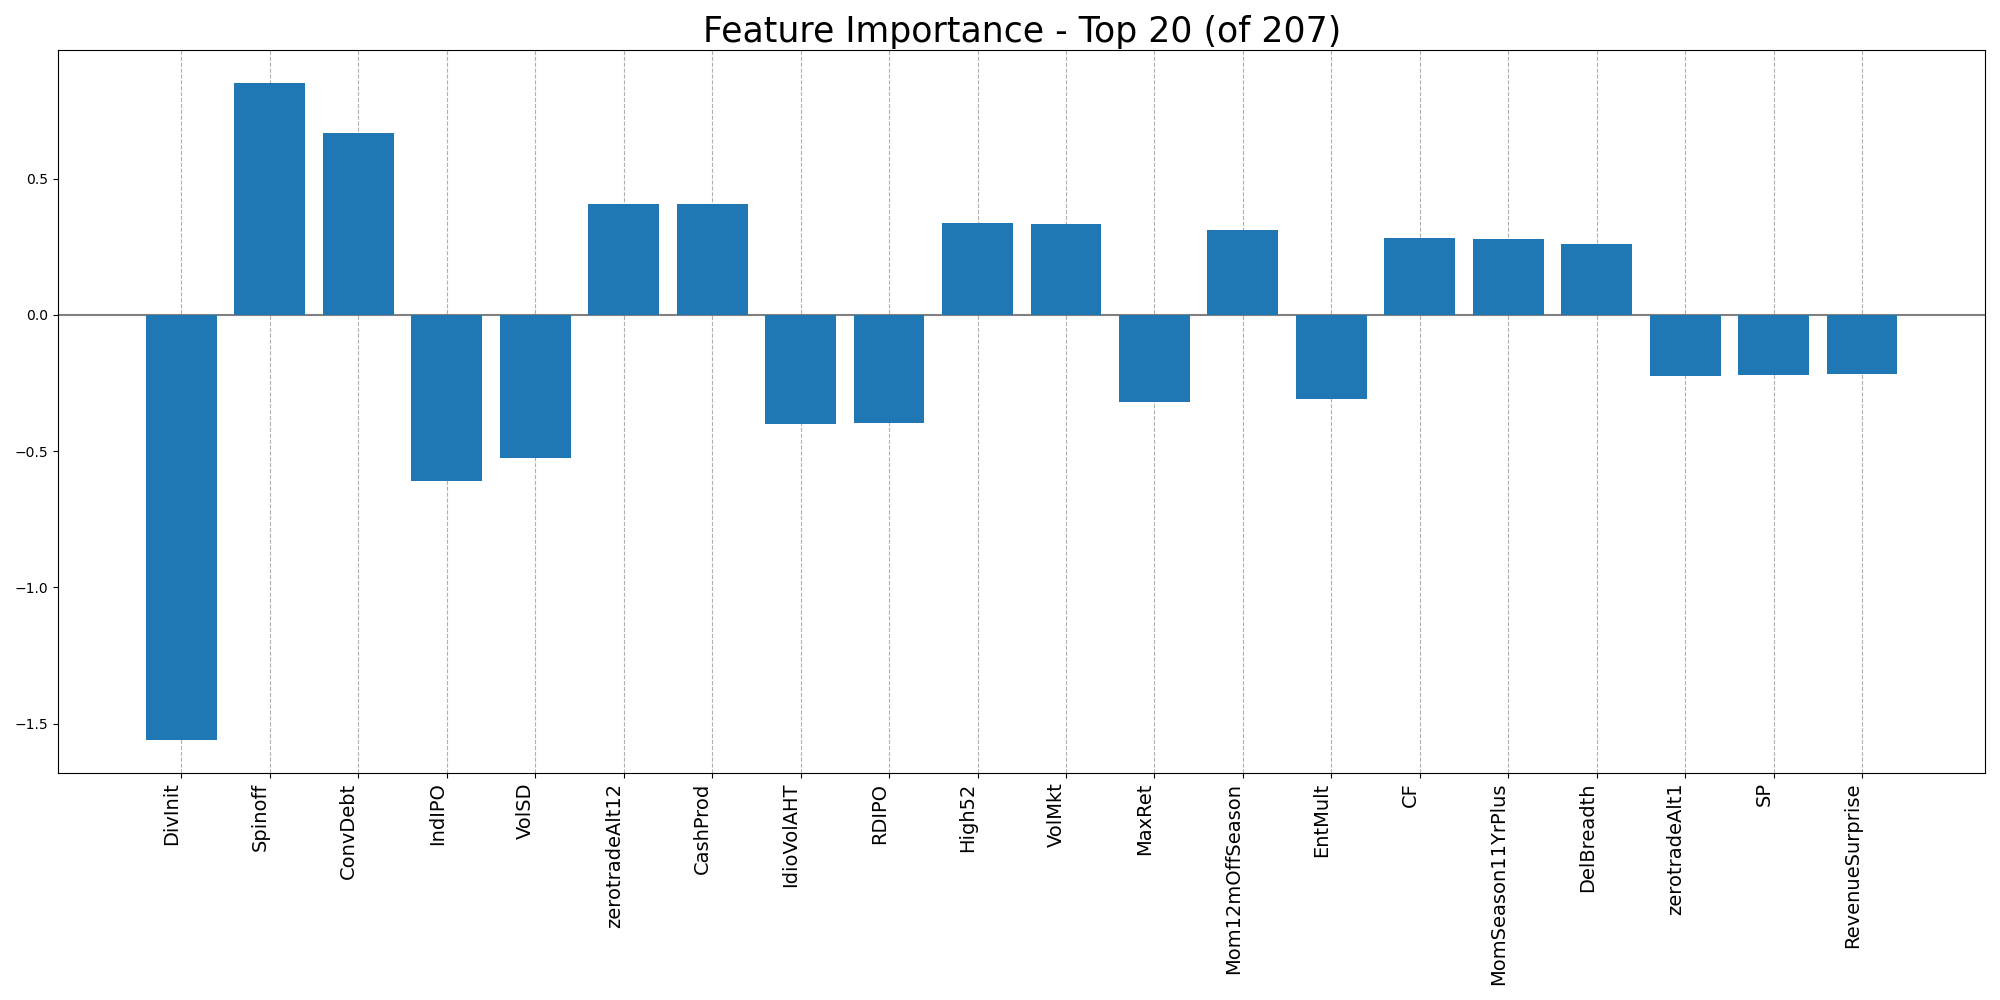 Feature Importance - Top 20 (of 207)
0.5
0.0
−0.5
−1.0
−1.5
DivInit
Spinoff
ConvDebt
IndIPO
VolSD
zerotradeAlt12
CashProd
IdioVolAHT
RDIPO
High52
VolMkt
MaxRet
Mom12mOffSeason
EntMult
CF
MomSeason11YrPlus
DelBreadth
zerotradeAlt1
SP
RevenueSurprise